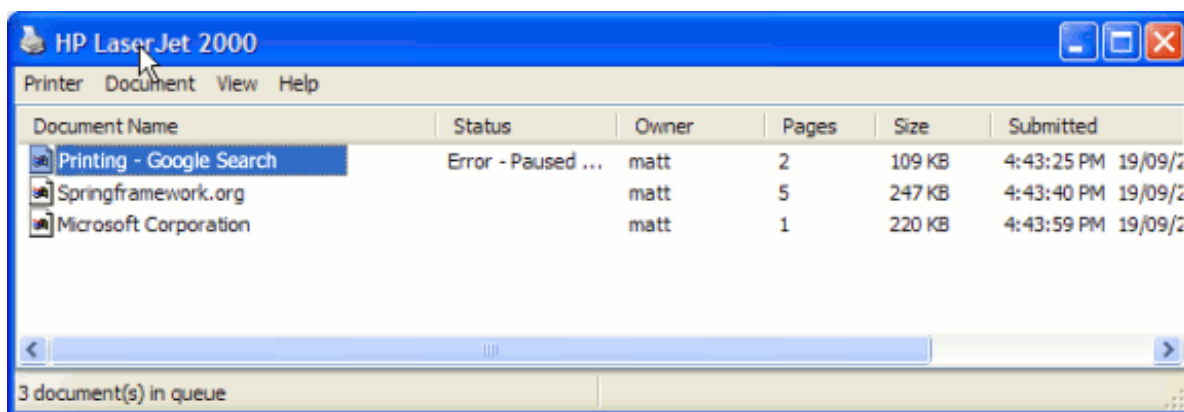 HP LaserJet 2000
Printer Document View Help
Document Name Status Owner Pages Size Submitted
Printing - Google Search Error - Paused ... matt 2 109 KB 4:43:25 PM 19/09/2
Springframework.org matt 5 247 KB 4:43:40 PM 19/09/2
Microsoft Corporation matt 1 220 KB 4:43:59 PM 19/09/2
3 document(s) in queue